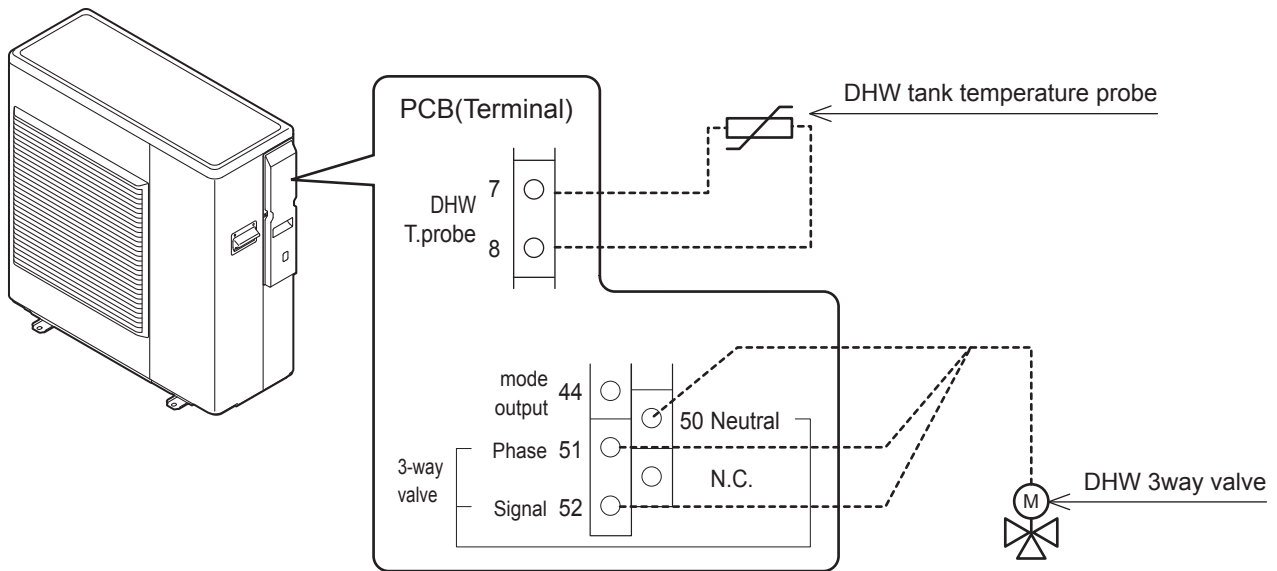 PCB(Terminal)
DHW tank temperature probe
7
DHW
T.probe
8
mode
output
44
50 Neutral
Phase 51
3-way
valve
N.C.
Signal 52
DHW 3way valve
M